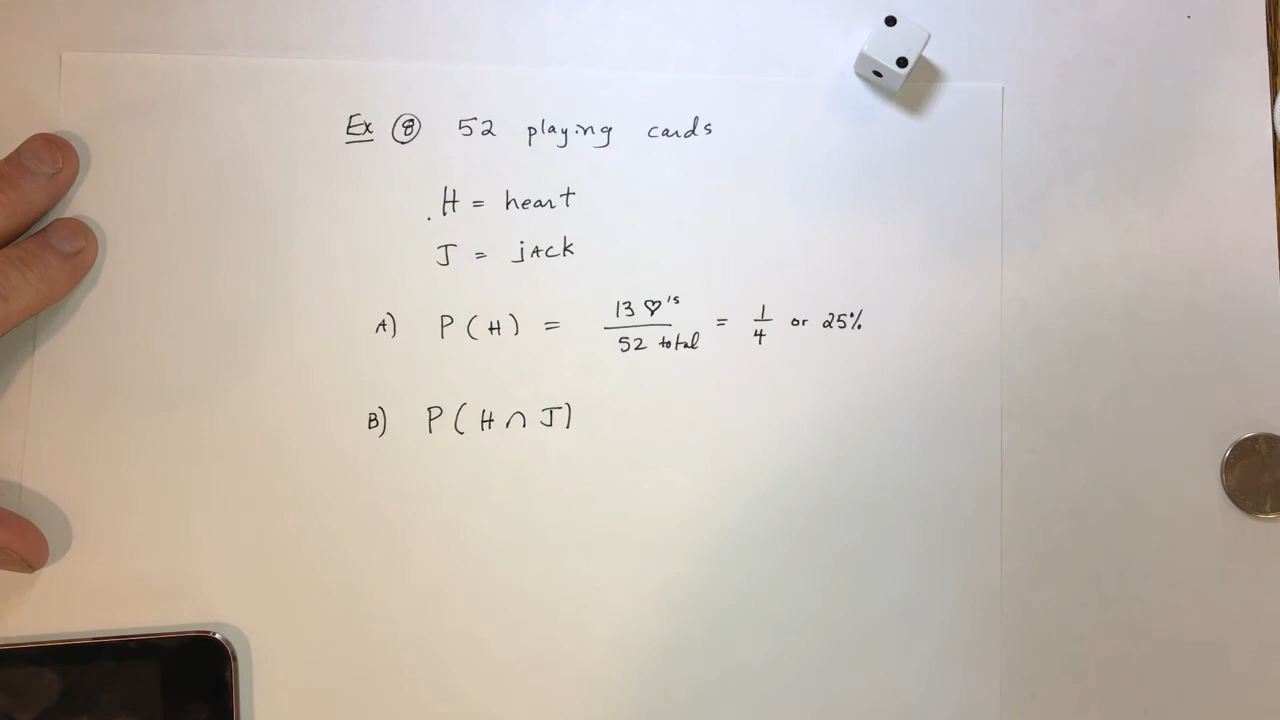 Ex ⑧ 52 playing cards
H = heart
J = jACK
A) P(H) = 13 ♡'s / 52 total = 1/4 or 25%
B) P(H ∩ J)